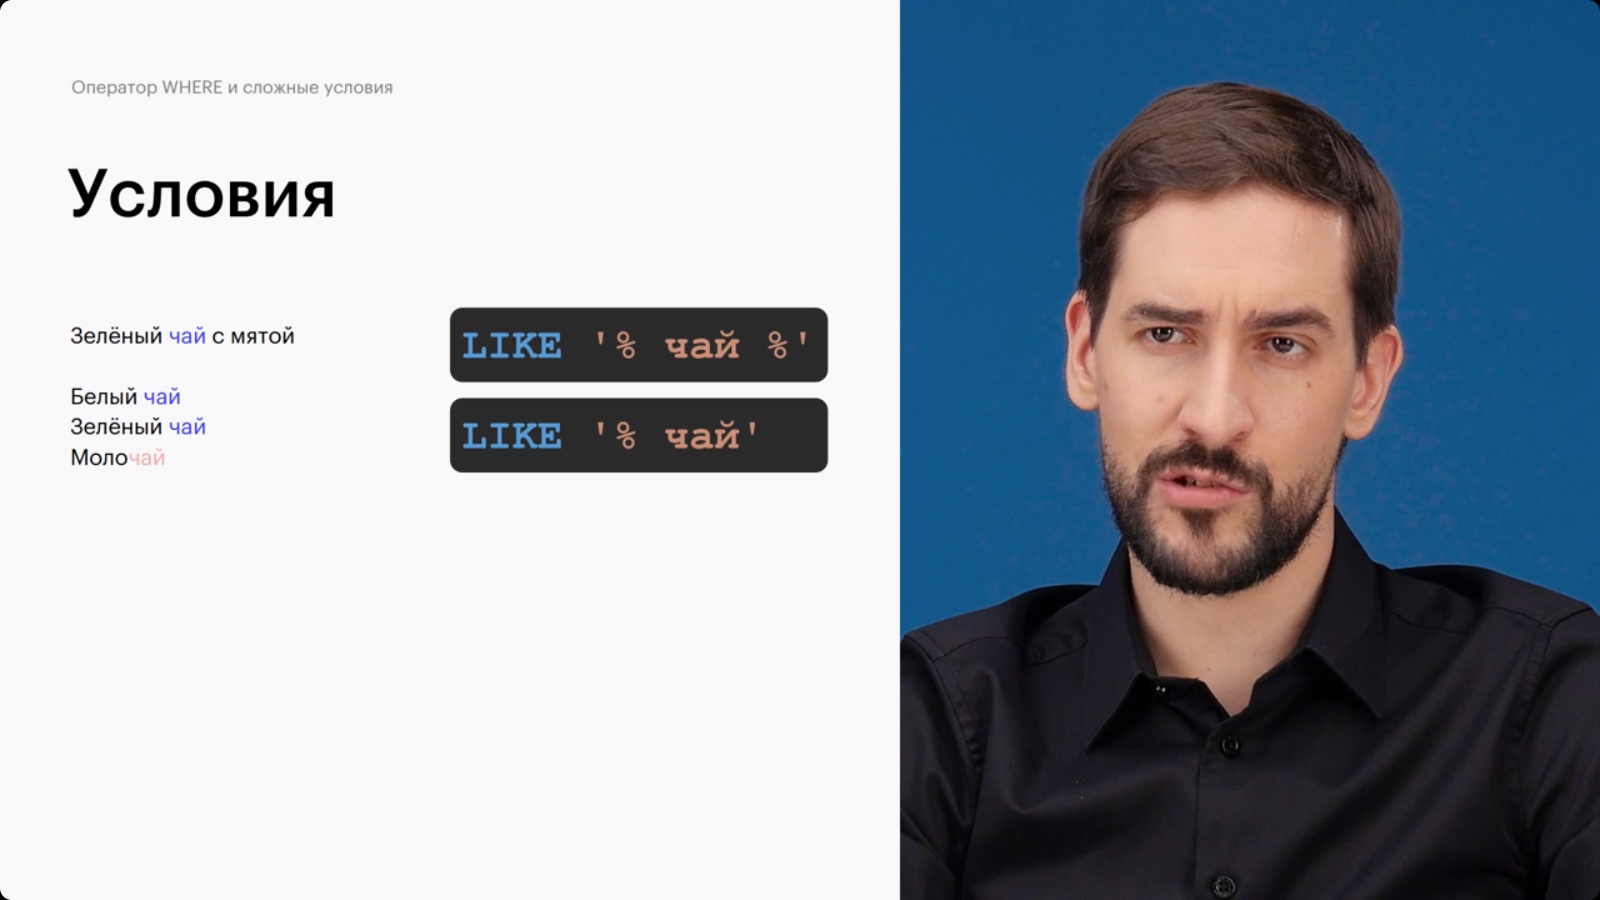 Оператор WHERE и сложные условия
Условия
Зелёный чай с мятой
LIKE '% чай %'
Белый чай
Зелёный чай
LIKE '% чай'
Молочай